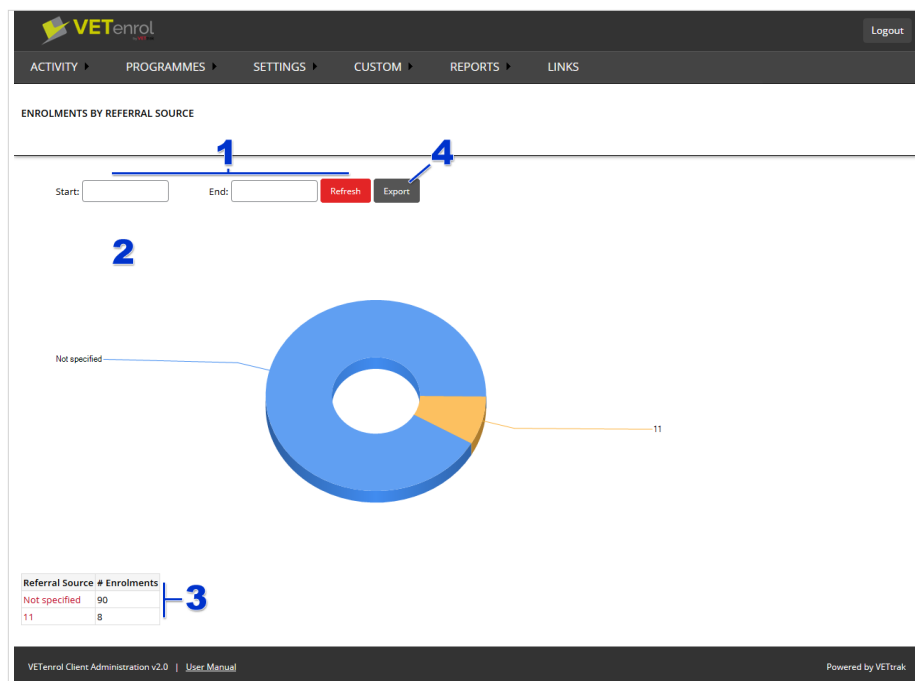 VETenrol
Logout
ACTIVITY PROGRAMMES SETTINGS CUSTOM REPORTS LINKS
ENROLMENTS BY REFERRAL SOURCE
1 4
Start: End: Refresh Export
2
Not specified
11
Referral Source # Enrolments
Not specified 90
11 8
3
VETenrol Client Administration v2.0 | User Manual Powered by VETtrak